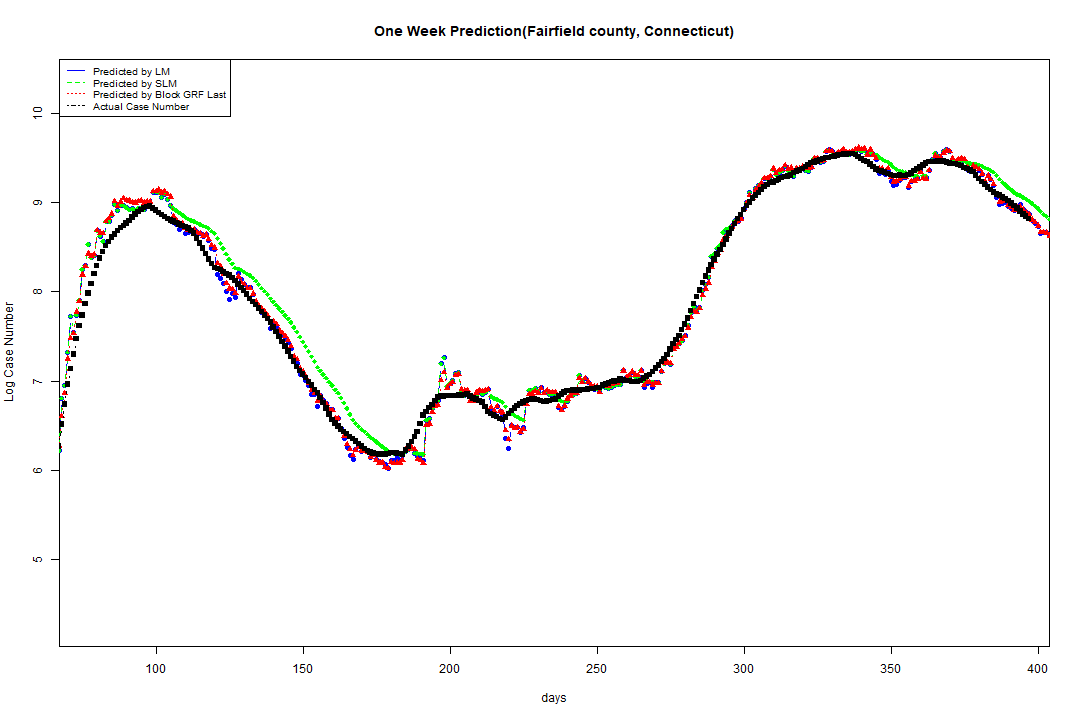 One Week Prediction(Fairfield county, Connecticut)
Predicted by LM
Predicted by SLM
Predicted by Block GRF Last
Actual Case Number
10
9
8
7
6
5
Log Case Number
100 150 200 250 300 350 400
days